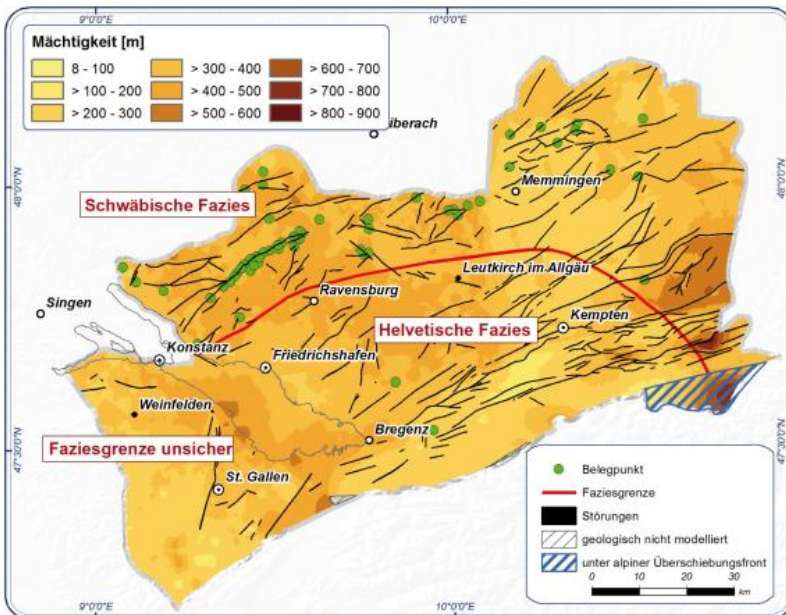 9°0'0"E
10°0'0"E
Mächtigkeit [m]
8 - 100
> 300 - 400
> 600 - 700
> 100 - 200
> 400 - 500
> 700 - 800
> 200 - 300
> 500 - 600
> 800 - 900
iberach
48°0'0"N
48°0'0"N
Memmingen
Schwäbische Fazies
Leutkirch im Allgäu
Singen
Ravensburg
Helvetische Fazies
Kempten
Konstanz
Friedrichshafen
Weinfelden
Bregenz
47°30'0"N
Faziesgrenze unsicher
St. Gallen
Belegpunkt
Faziesgrenze
Störungen
geologisch nicht modelliert
unter alpiner Überschiebungsfront
0 10 20 30
km
9°0'0"E
10°0'0"E